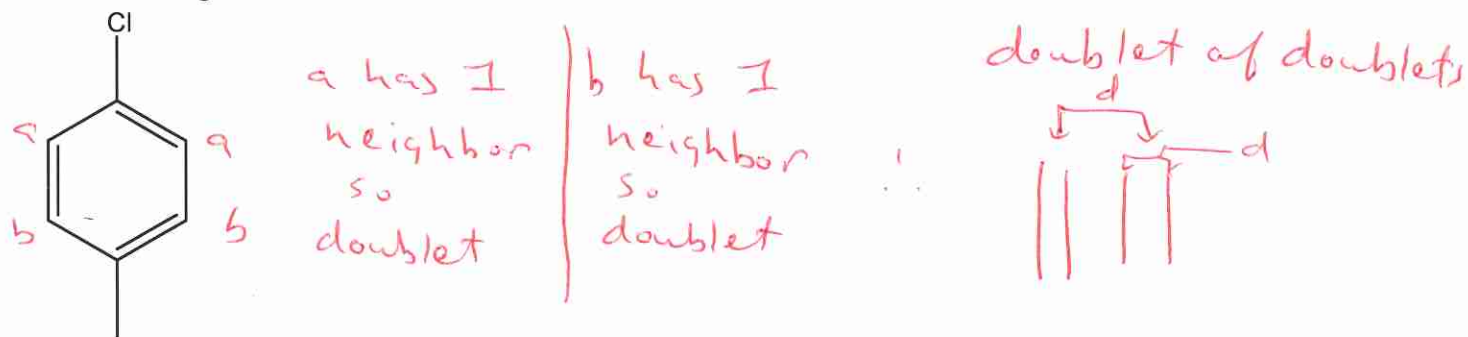 Cl
a
a
b
b
a has 1
neighbor
so
doublet
b has 1
neighbor
so
doublet
∴
doublet of doublets
d
d